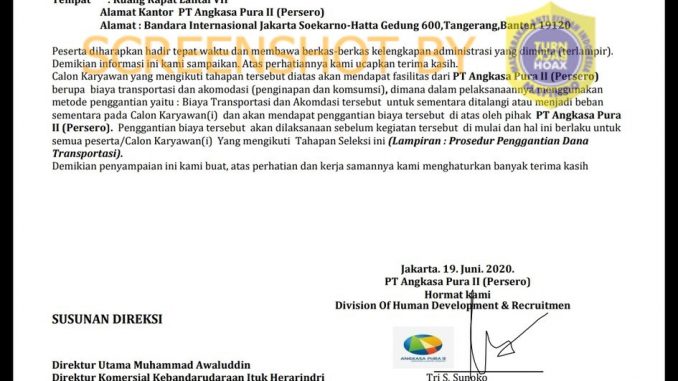 Tempat : Ruang Rapat Lantai VII
Alamat Kantor PT Angkasa Pura II (Persero)
Alamat : Bandara Internasional Jakarta Soekarno-Hatta Gedung 600,Tangerang,Banten 19120
Peserta diharapkan hadir tepat waktu dan membawa berkas-berkas kelengkapan administrasi yang diminta (terlampir).
Demikian informasi ini kami sampaikan. Atas perhatiannya kami ucapkan terima kasih.
SCREENSHOT BY
TURN BACK HOAX
Calon Karyawan yang mengikuti tahapan tersebut diatas akan mendapat fasilitas dari PT Angkasa Pura II (Persero)
berupa biaya transportasi dan akomodasi (penginapan dan komsumsi), dimana dalam pelaksanaannya menggunakan
metode penggantian yaitu : Biaya Transportasi dan Akomdasi tersebut untuk sementara ditalangi atau menjadi beban
sementara pada Calon Karyawan(i) dan akan mendapat penggantian biaya tersebut di atas oleh pihak PT Angkasa Pura
II (Persero). Penggantian biaya tersebut akan dilaksanakan sebelum kegiatan tersebut di mulai dan hal ini berlaku untuk
semua peserta/Calon Karyawan(i) Yang mengikuti Tahapan Seleksi ini (Lampiran : Prosedur Penggantian Dana
Transportasi).
Demikian penyampaian ini kami buat, atas perhatian dan kerja samannya kami menghaturkan banyak terima kasih
Jakarta. 19. Juni. 2020.
PT Angkasa Pura II (Persero)
Hormat kami
Division Of Human Development & Recruitmen
SUSUNAN DIREKSI
ANGKASA PURA II
Tri S. Sunoko
Direktur Utama Muhammad Awaluddin
Direktur Komersial Kebandarudaraan Ituk Herarindri